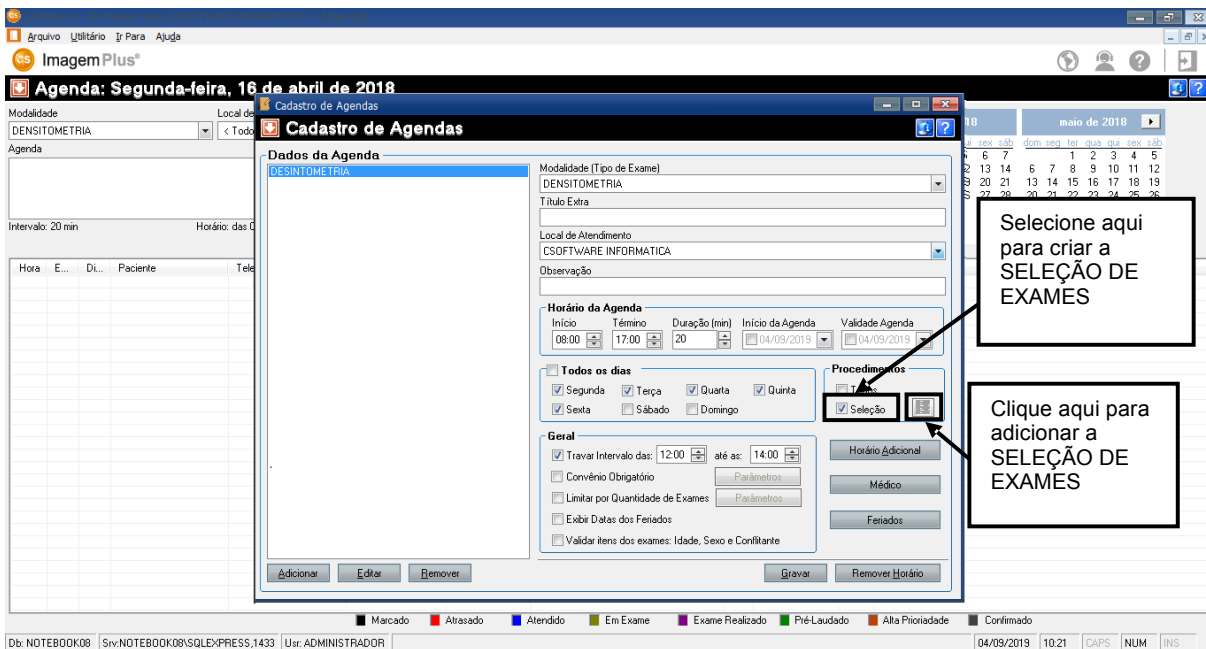 Arquivo Utilitário Ir Para Ajuda
CS ImagemPlus®
Agenda: Segunda-feira, 16 de abril de 2018
Modalidade
DENSITOMETRIA
Agenda
Intervalo: 20 min
Hora E... Di... Paciente
Cadastro de Agendas
Cadastro de Agendas
Dados da Agenda
DESINTOMETRIA
Modalidade (Tipo de Exame)
DENSITOMETRIA
Título Extra
Local de Atendimento
CSOFTWARE INFORMATICA
Observação
Horário da Agenda
Início Término Duração (min) Início da Agenda Validade Agenda
08:00 17:00 20 04/09/2019 04/09/2019
Todos os dias
Segunda Terça Quarta Quinta
Sexta Sábado Domingo
Procedimentos
Seleção
Geral
Travar Intervalo das: 12:00 até as: 14:00
Convênio Obrigatório Parâmetros
Limitar por Quantidade de Exames Parâmetros
Exibir Datas dos Feriados
Validar itens dos exames: Idade, Sexo e Conflitante
Horário Adicional
Médico
Feriados
Adicionar Editar Remover
Gravar Remover Horário
maio de 2018
dom seg ter qua qui sex sáb
1 2 3 4 5
6 7 8 9 10 11 12
13 14 15 16 17 18 19
20 21 22 23 24 25 26
Selecione aqui
para criar a
SELEÇÃO DE
EXAMES
Clique aqui para
adicionar a
SELEÇÃO DE
EXAMES
Marcado Atrasado Atendido Em Exame Exame Realizado Pré-Laudado Alta Prioriadade Confirmado
Db: NOTEBOOK08 Srv:NOTEBOOK08\SQLEXPRESS,1433 Usr: ADMINISTRADOR 04/09/2019 10:21 CAPS NUM INS